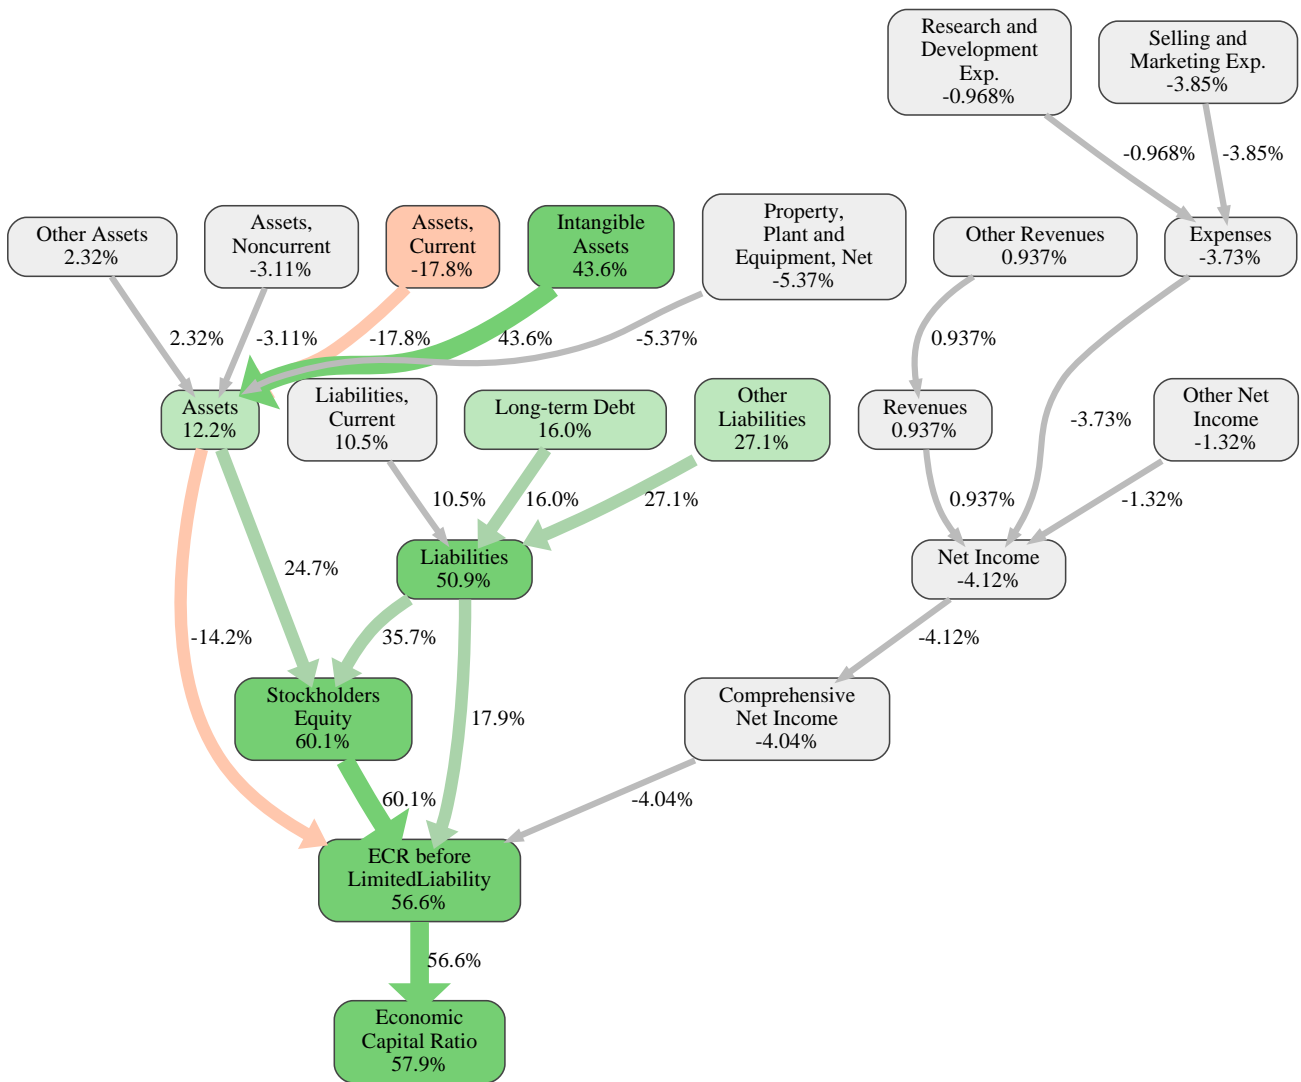 Research and
Development
Exp.
-0.968%
Selling and
Marketing Exp.
-3.85%
-0.968%
-3.85%
Other Assets
2.32%
Assets,
Noncurrent
-3.11%
Assets,
Current
-17.8%
Intangible
Assets
43.6%
Property,
Plant and
Equipment, Net
-5.37%
Other Revenues
0.937%
Expenses
-3.73%
2.32%
-3.11%
-17.8%
43.6%
-5.37%
0.937%
-3.73%
Assets
12.2%
Liabilities,
Current
10.5%
Long-term Debt
16.0%
Other
Liabilities
27.1%
Revenues
0.937%
Other Net
Income
-1.32%
10.5%
16.0%
27.1%
0.937%
-1.32%
24.7%
Liabilities
50.9%
Net Income
-4.12%
-14.2%
35.7%
-4.12%
Stockholders
Equity
60.1%
17.9%
Comprehensive
Net Income
-4.04%
60.1%
-4.04%
ECR before
LimitedLiability
56.6%
56.6%
Economic
Capital Ratio
57.9%